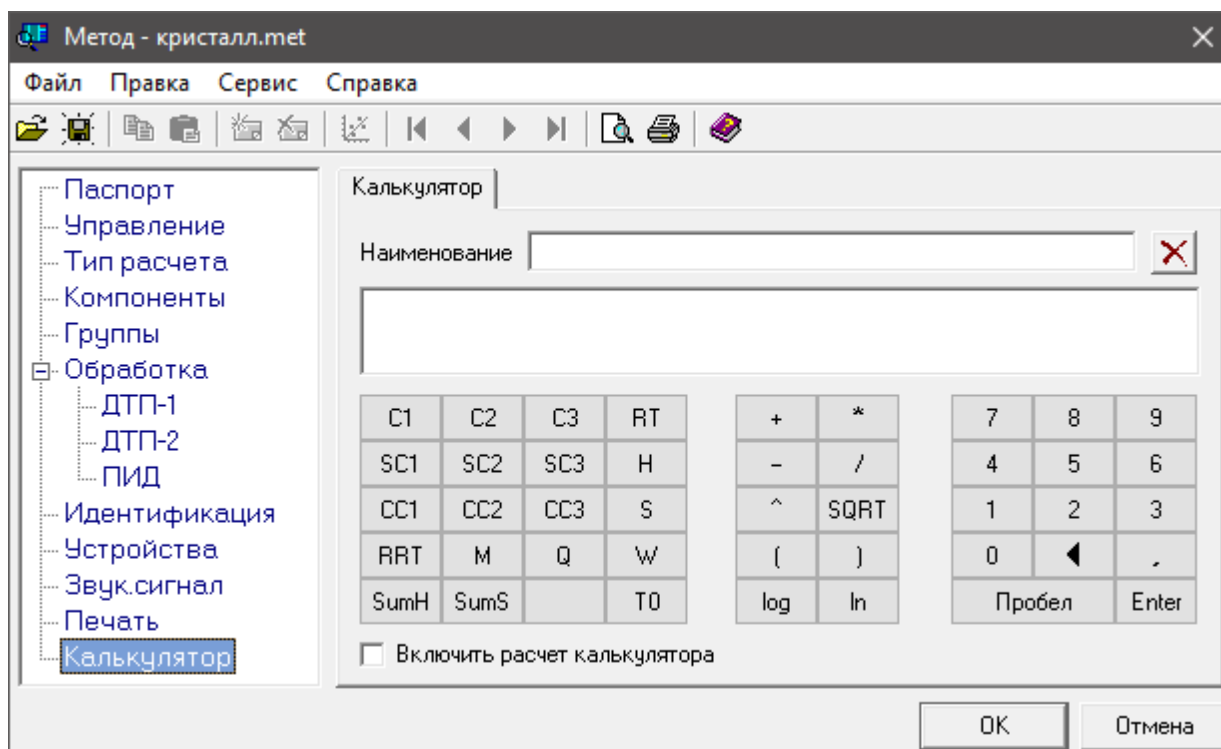 Метод - кристалл.met
Файл Правка Сервис Справка
Паспорт
Управление
Тип расчета
Компоненты
Группы
Обработка
ДТП-1
ДТП-2
ПИД
Идентификация
Устройства
Звук.сигнал
Печать
Калькулятор
Калькулятор
Наименование
C1 C2 C3 RT + * 7 8 9
SC1 SC2 SC3 H - / 4 5 6
CC1 CC2 CC3 S ^ SQRT 1 2 3
RRT M Q W ( ) 0 ,
SumH SumS T0 log ln Пробел Enter
Включить расчет калькулятора
OK Отмена